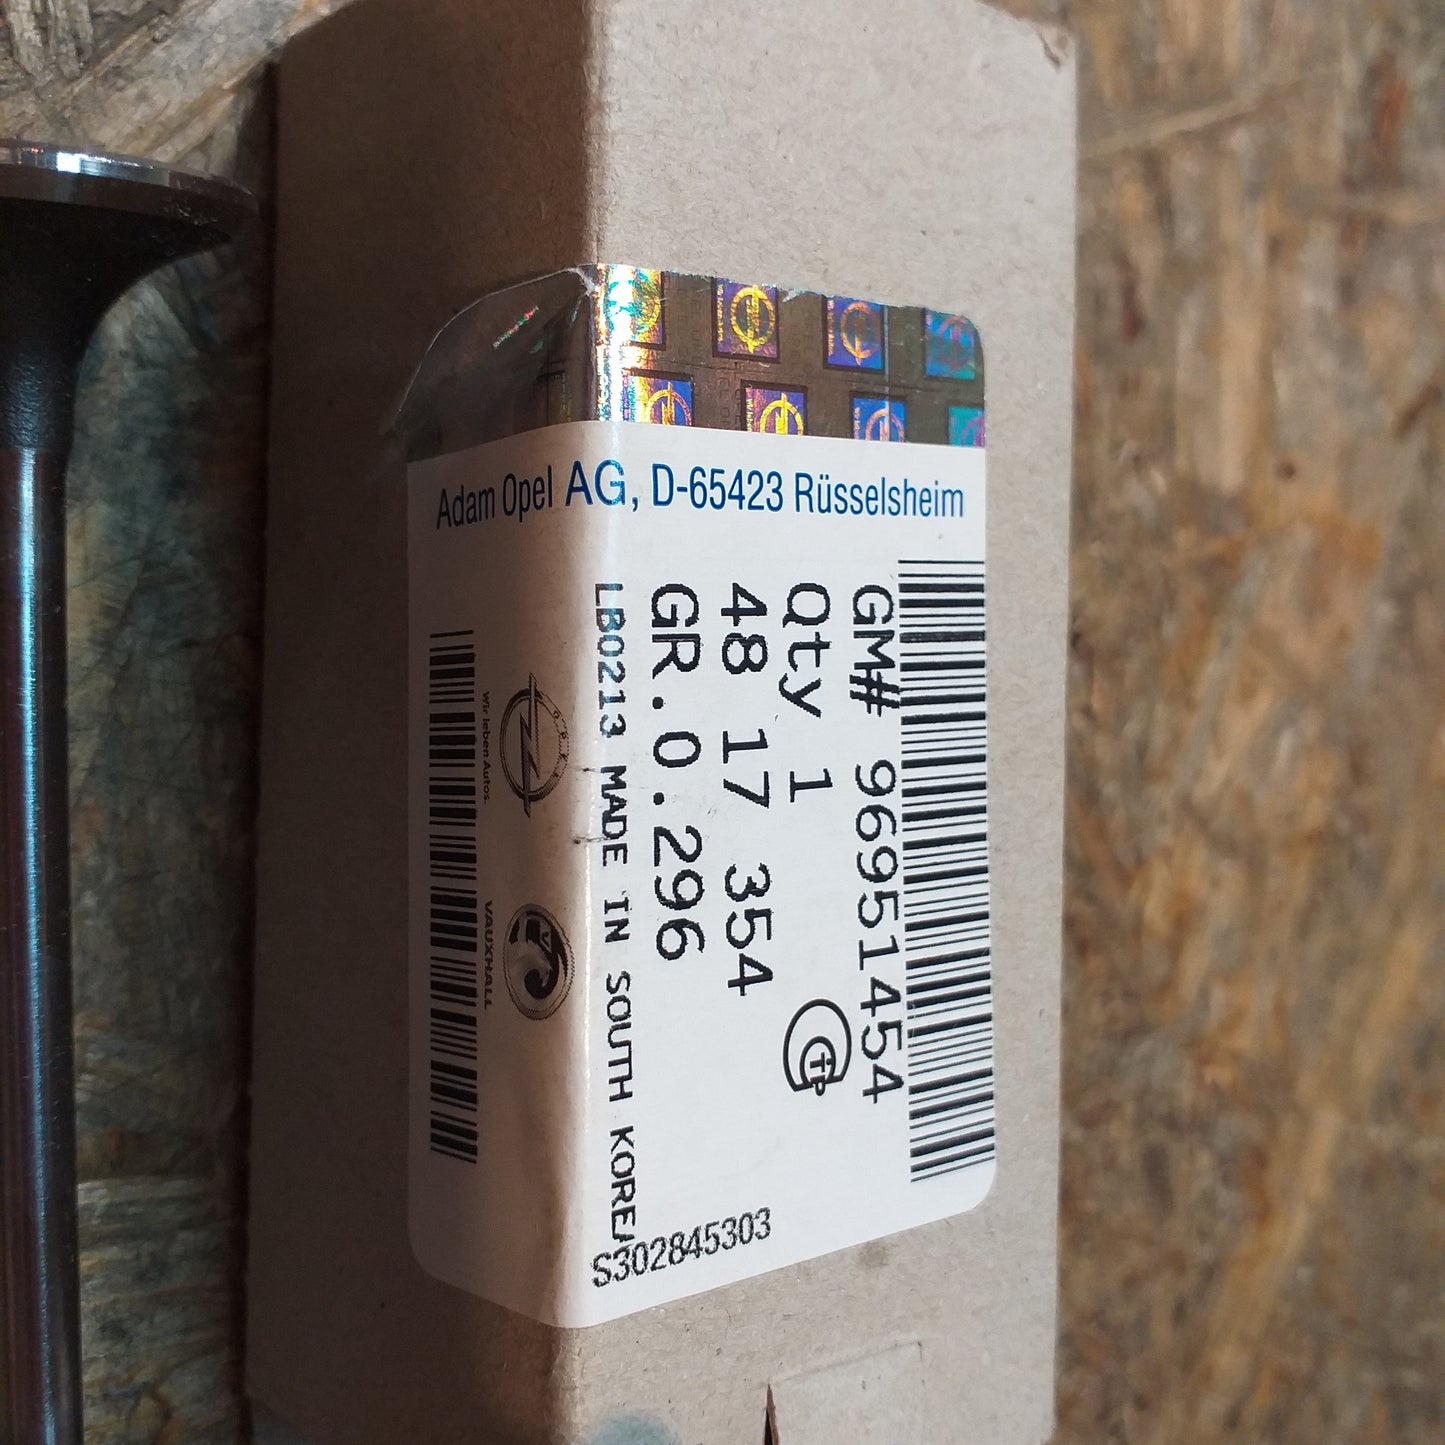 Adam Opel AG, D-65423 Rüsselsheim
GM# 96951454
Qty 1
48 17 354
GR.0.296
LB0213 MADE IN SOUTH KOREA
Wir leben Autos.
VAUXHALL
S302845303